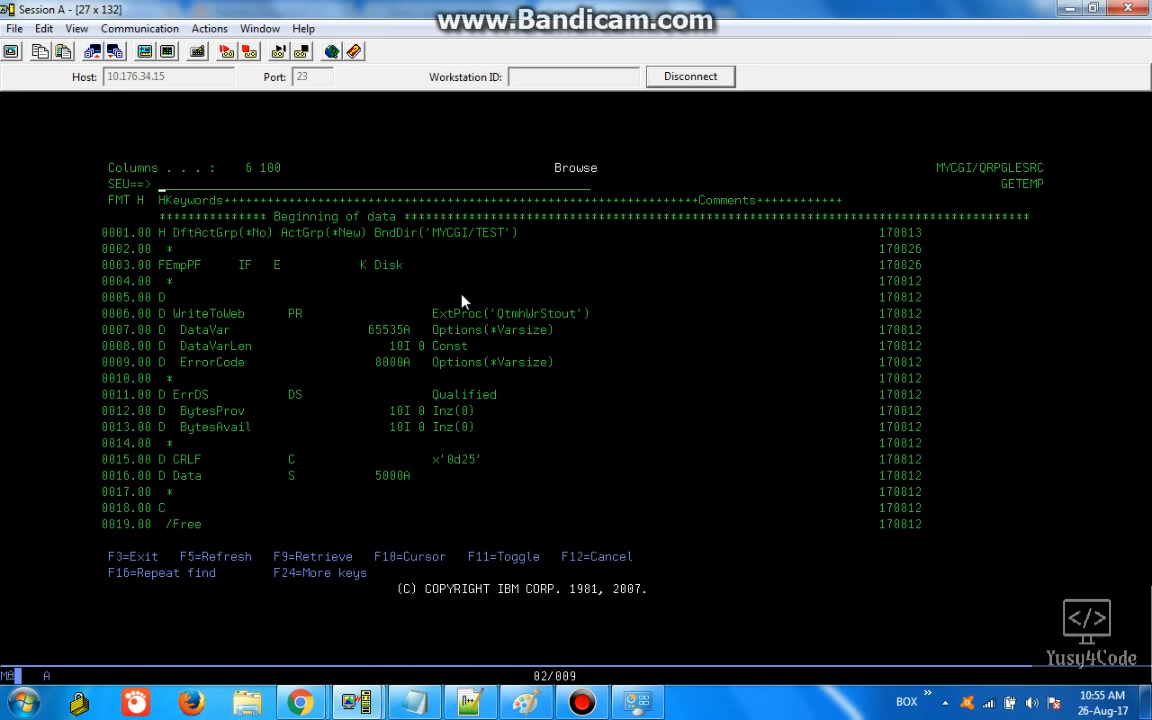 Session A - [27 x 132]
www.Bandicam.com
File Edit View Communication Actions Window Help
Host: 10.176.34.15 Port: 23 Workstation ID: Disconnect
Columns . . . : 6 100 Browse MYCGI/QRPGLESRC
SEU==> GETEMP
FMT H HKeywords++++++++++++++++++++++++++++++++++++++++++++++++++++++++++++++++++Comments++++++++++++
*************** Beginning of data *************************************************************************************
0001.00 H DftActGrp(*No) ActGrp(*New) BndDir('MYCGI/TEST') 170813
0002.00 * 170826
0003.00 FEmpPF IF E K Disk 170826
0004.00 * 170812
0005.00 D 170812
0006.00 D WriteToWeb PR ExtProc('QtmhWrStout') 170812
0007.00 D DataVar 65535A Options(*Varsize) 170812
0008.00 D DataVarLen 10I 0 Const 170812
0009.00 D ErrorCode 8000A Options(*Varsize) 170812
0010.00 * 170812
0011.00 D ErrDS DS Qualified 170812
0012.00 D BytesProv 10I 0 Inz(0) 170812
0013.00 D BytesAvail 10I 0 Inz(0) 170812
0014.00 * 170812
0015.00 D CRLF C x'0d25' 170812
0016.00 D Data S 5000A 170812
0017.00 * 170812
0018.00 C 170812
0019.00 /Free 170812
F3=Exit F5=Refresh F9=Retrieve F10=Cursor F11=Toggle F12=Cancel
F16=Repeat find F24=More keys
(C) COPYRIGHT IBM CORP. 1981, 2007.
</>
Yusy4Code
A 02/009
BOX
10:55 AM
26-Aug-17